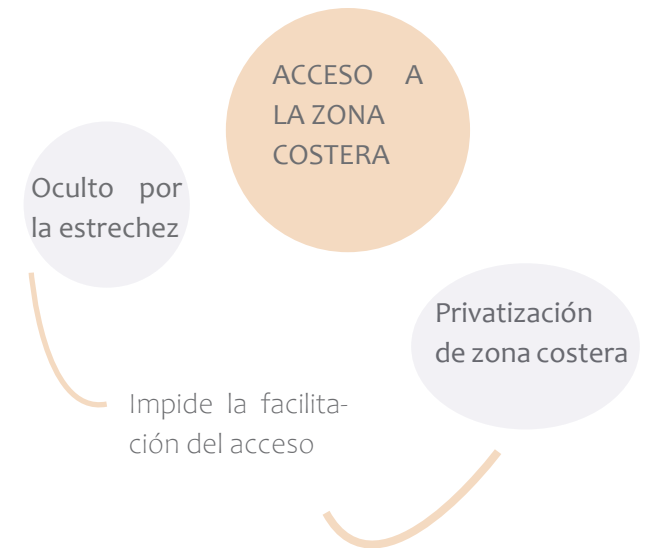 ACCESO A
LA ZONA
COSTERA
Oculto por
la estrechez
Privatización
de zona costera
Impide la facilita-
ción del acceso